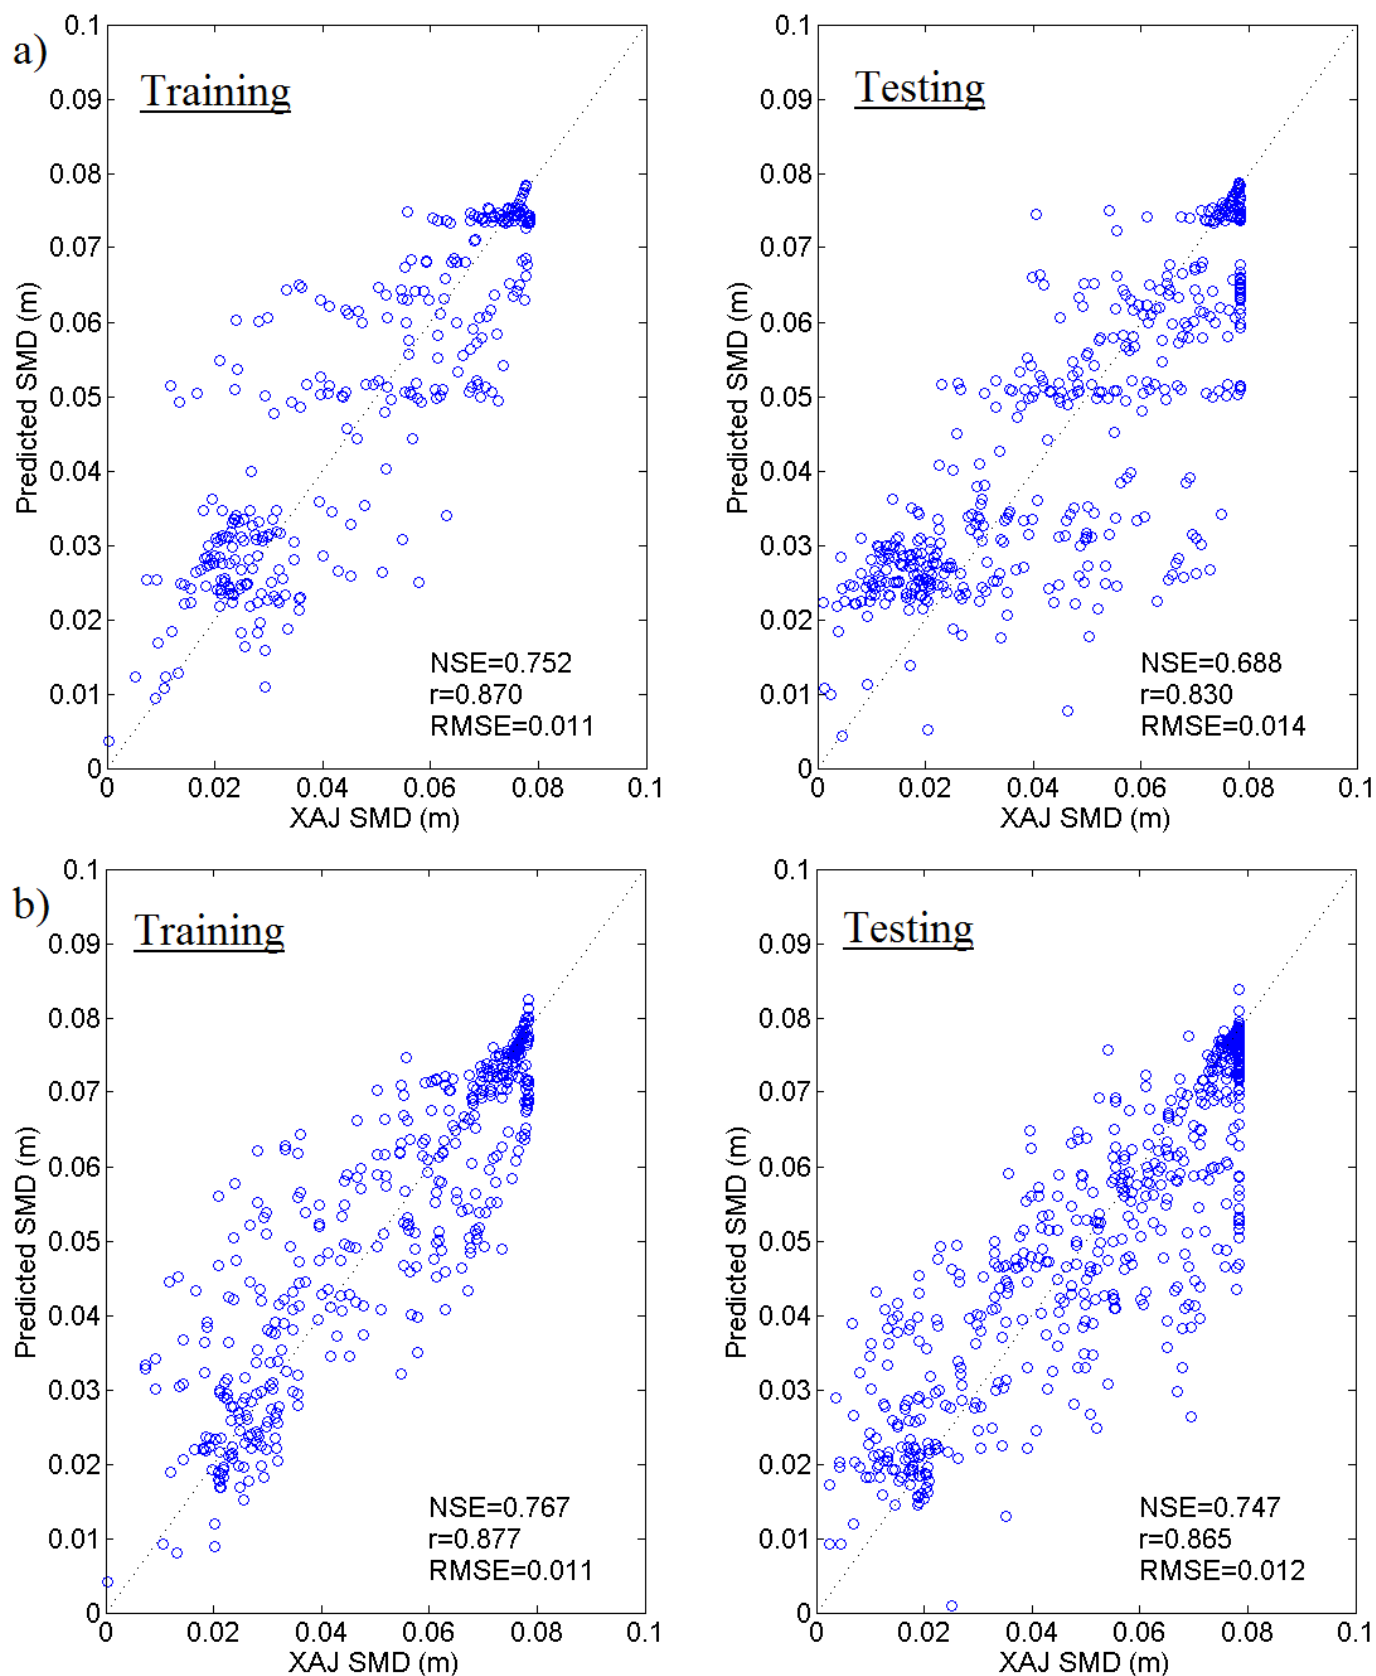 a)
Training
0.1
0.09
0.08
0.07
0.06
0.05
0.04
0.03
0.02
0.01
0
Predicted SMD (m)
NSE=0.752
r=0.870
RMSE=0.011
0 0.02 0.04 0.06 0.08 0.1
XAJ SMD (m)
Testing
0.1
0.09
0.08
0.07
0.06
0.05
0.04
0.03
0.02
0.01
0
Predicted SMD (m)
NSE=0.688
r=0.830
RMSE=0.014
0 0.02 0.04 0.06 0.08 0.1
XAJ SMD (m)
b)
Training
0.1
0.09
0.08
0.07
0.06
0.05
0.04
0.03
0.02
0.01
0
Predicted SMD (m)
NSE=0.767
r=0.877
RMSE=0.011
0 0.02 0.04 0.06 0.08 0.1
XAJ SMD (m)
Testing
0.1
0.09
0.08
0.07
0.06
0.05
0.04
0.03
0.02
0.01
0
Predicted SMD (m)
NSE=0.747
r=0.865
RMSE=0.012
0 0.02 0.04 0.06 0.08 0.1
XAJ SMD (m)